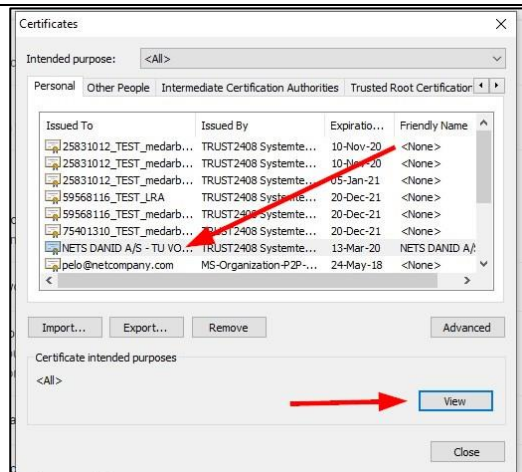 Certificates
Intended purpose: <All>
Personal Other People Intermediate Certification Authorities Trusted Root Certification
Issued To Issued By Expiratio... Friendly Name
25831012_TEST_medarb... TRUST2408 Systemte... 10-Nov-20 <None>
25831012_TEST_medarb... TRUST2408 Systemte... 10-Nov-20 <None>
25831012_TEST_medarb... TRUST2408 Systemte... 05-Jan-21 <None>
59568116_TEST_LRA TRUST2408 Systemte... 20-Dec-21 <None>
59568116_TEST_LRA TRUST2408 Systemte... 20-Dec-21 <None>
75401310_TEST_medarb... TRUST2408 Systemte... 20-Dec-21 <None>
NETS DANID A/S - TU VO... TRUST2408 Systemte... 13-Mar-20 NETS DANID A/
pelo@netcompany.com MS-Organization-P2P-... 24-May-18 <None>
Import... Export... Remove Advanced
Certificate intended purposes
<All>
View
Close